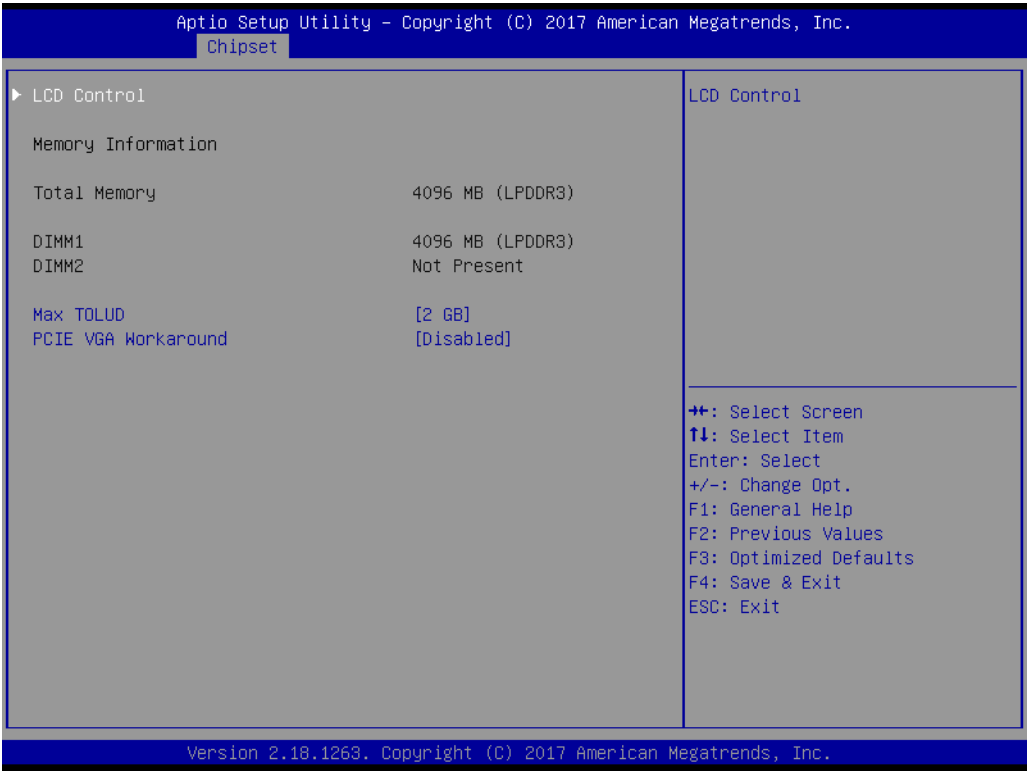 Aptio Setup Utility – Copyright (C) 2017 American Megatrends, Inc.
Chipset
▶ LCD Control
Memory Information
Total Memory 4096 MB (LPDDR3)
DIMM1 4096 MB (LPDDR3)
DIMM2 Not Present
Max TOLUD [2 GB]
PCIE VGA Workaround [Disabled]
LCD Control
→←: Select Screen
↑↓: Select Item
Enter: Select
+/-: Change Opt.
F1: General Help
F2: Previous Values
F3: Optimized Defaults
F4: Save & Exit
ESC: Exit
Version 2.18.1263. Copyright (C) 2017 American Megatrends, Inc.